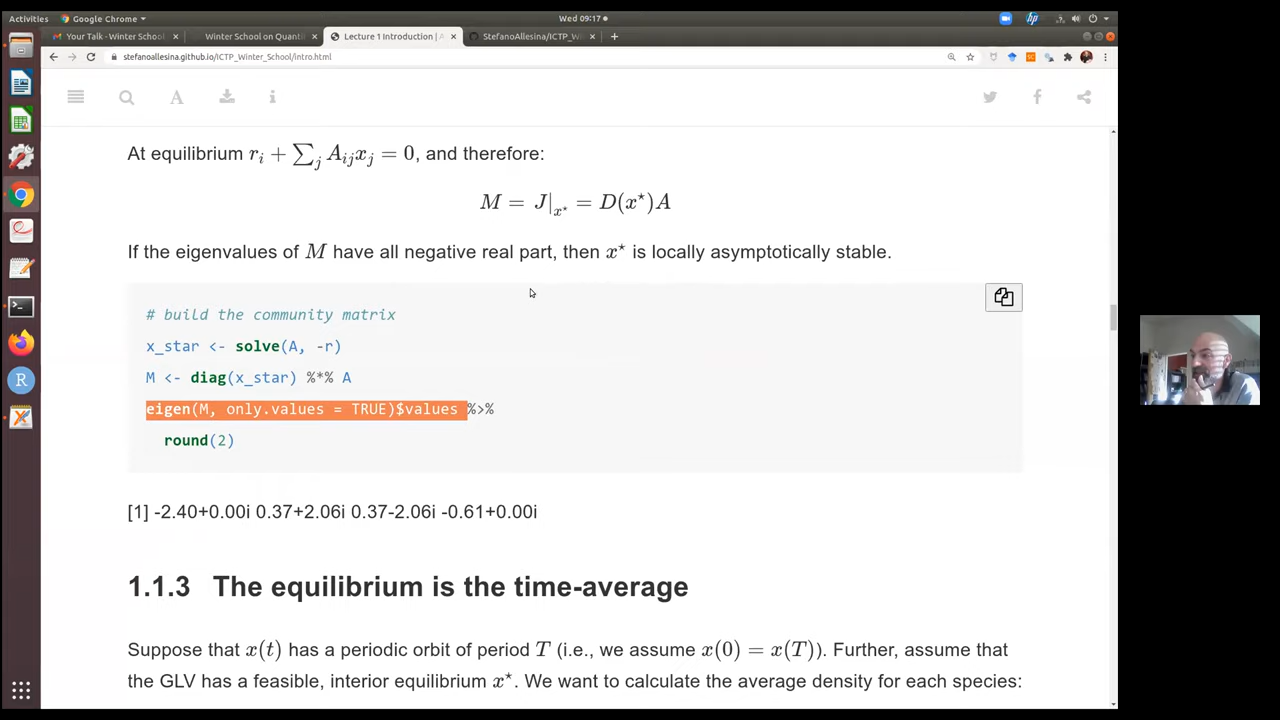 Activities
Google Chrome
Wed 09:17
Your Talk - Winter School
Winter School on Quanti
Lecture 1 Introduction | A
StefanoAllesina/ICTP_Wi
stefanoallesina.github.io/ICTP_Winter_School/intro.html
At equilibrium r_i + ∑_j A_{ij}x_j = 0, and therefore:
M = J|_{x^⋆} = D(x^⋆)A
If the eigenvalues of M have all negative real part, then x^⋆ is locally asymptotically stable.
# build the community matrix
x_star <- solve(A, -r)
M <- diag(x_star) %*% A
eigen(M, only.values = TRUE)$values %>%
round(2)
[1] -2.40+0.00i 0.37+2.06i 0.37-2.06i -0.61+0.00i
1.1.3 The equilibrium is the time-average
Suppose that x(t) has a periodic orbit of period T (i.e., we assume x(0) = x(T)). Further, assume that
the GLV has a feasible, interior equilibrium x^⋆. We want to calculate the average density for each species: